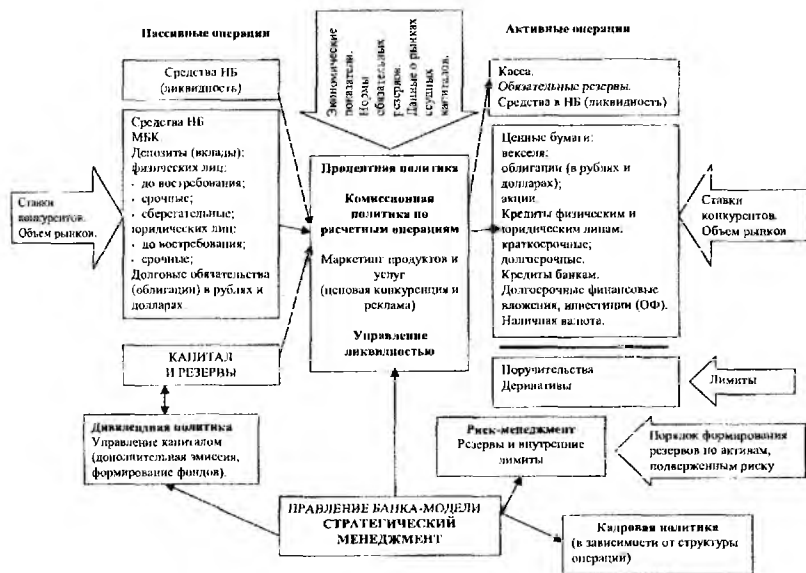 Пассивные операции
Активные операции
Экономические
показатели.
Нормы
обязательных
резервов.
Данные о рынках
ссудных
капиталов.
Средства НБ
(ликвидность)
Касса.
Обязательные резервы.
Средства в НБ (ликвидность)
Средства НБ
МБК.
Депозиты (вклады):
физических лиц:
- до востребования;
- срочные;
- сберегательные;
юридических лиц:
- до востребования;
- срочные;
Долговые обязательства
(облигации) в рублях и
долларах.
Ставки
конкурентов.
Объем рынков.
Процентная политика
Комиссионная
политика по
расчетным операциям
Маркетинг продуктов и
услуг
(ценовая конкуренция и
реклама)
Управление
ликвидностью
Ценные бумаги:
векселя;
облигации (в рублях и
долларах);
акции.
Кредиты физическим и
юридическим лицам.
краткосрочные;
долгосрочные.
Кредиты банкам.
Долгосрочные финансовые
вложения, инвестиции (ОФ).
Наличная валюта.
Ставки
конкурентов.
Объем рынков
КАПИТАЛ
И РЕЗЕРВЫ
Поручительства
Деривативы
Лимиты
Дивидендная политика
Управление капиталом
(дополнительная эмиссия,
формирование фондов).
Риск-менеджмент
Резервы и внутренние
лимиты
Порядок формирования
резервов по активам,
подверженным риску
ПРАВЛЕНИЕ БАНКА-МОДЕЛИ
СТРАТЕГИЧЕСКИЙ
МЕНЕДЖМЕНТ
Кадровая политика
(в зависимости от структуры
операций)